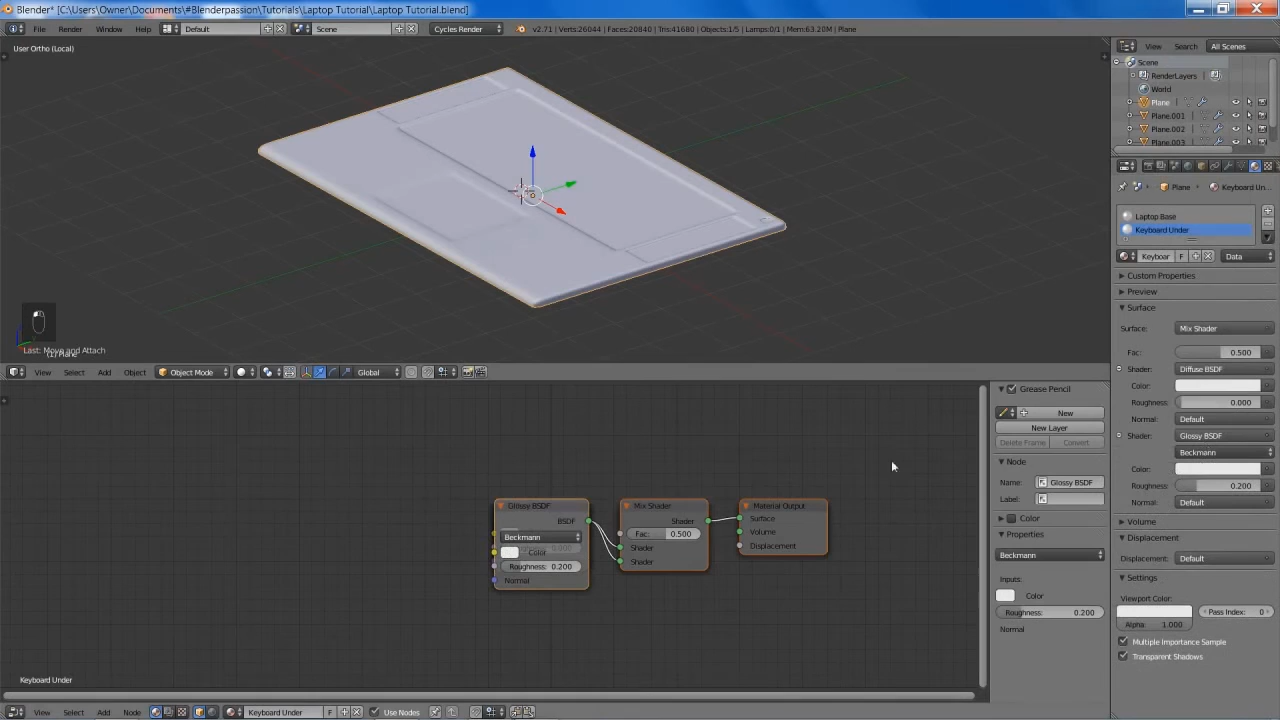 Blender* [C:\Users\Owner\Documents\#Blenderpassion\Tutorials\Laptop Tutorial\Laptop Tutorial.blend]
File Render Window Help Default Scene Cycles Render v2.71 | Verts:26044 | Faces:20840 | Tris:41680 | Objects:1/5 | Lamps:0/1 | Mem:63.20M | Plane
View Search All Scenes
User Ortho (Local)
Scene
RenderLayers
World
Plane
Plane.001
Plane.002
Plane.003
Plane Keyboard Un...
Laptop Base
Keyboard Under
Keyboar F Data
Custom Properties
Preview
Surface
Surface: Mix Shader
Fac: 0.500
Shader: Diffuse BSDF
Color:
Roughness: 0.000
Normal: Default
Shader: Glossy BSDF
Beckmann
Color:
Roughness: 0.200
Normal: Default
Volume
Displacement
Displacement: Default
Settings
Viewport Color:
Pass Index: 0
Alpha: 1.000
Multiple Importance Sample
Transparent Shadows
Last: Move and Attach
(1) Plane
View Select Add Object Object Mode Global
Grease Pencil
New
New Layer
Delete Frame Convert
Node
Name: Glossy BSDF
Label:
Color
Properties
Beckmann
Inputs:
Color
Roughness: 0.200
Normal
Glossy BSDF
BSDF
Beckmann
Color
Roughness: 0.200
Normal
Mix Shader
Shader
Fac: 0.500
Shader
Shader
Material Output
Surface
Volume
Displacement
Keyboard Under
View Select Add Node Keyboard Under F Use Nodes